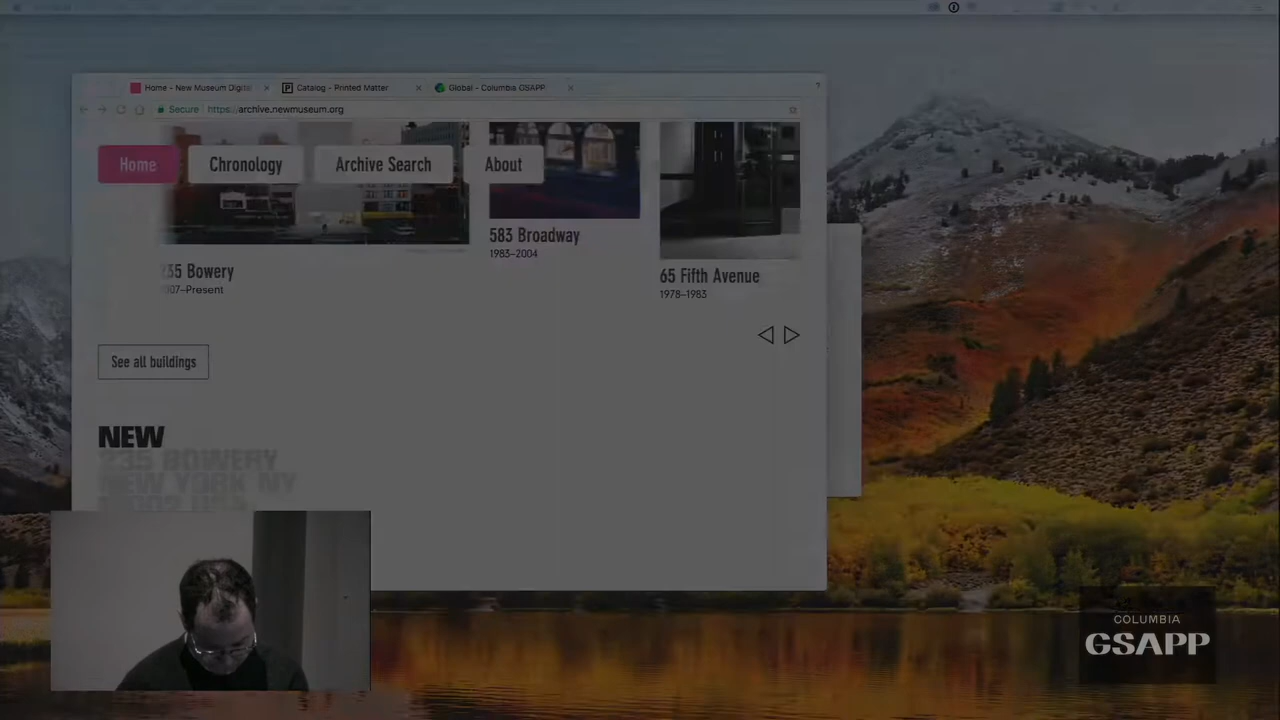 Home - New Museum Digital
Catalog - Printed Matter
Global - Columbia GSAPP
Secure
https://archive.newmuseum.org
Home
Chronology
Archive Search
About
583 Broadway
1983–2004
35 Bowery
07–Present
65 Fifth Avenue
1978–1983
See all buildings
NEW
235 BOWERY
NEW YORK NY
COLUMBIA
GSAPP